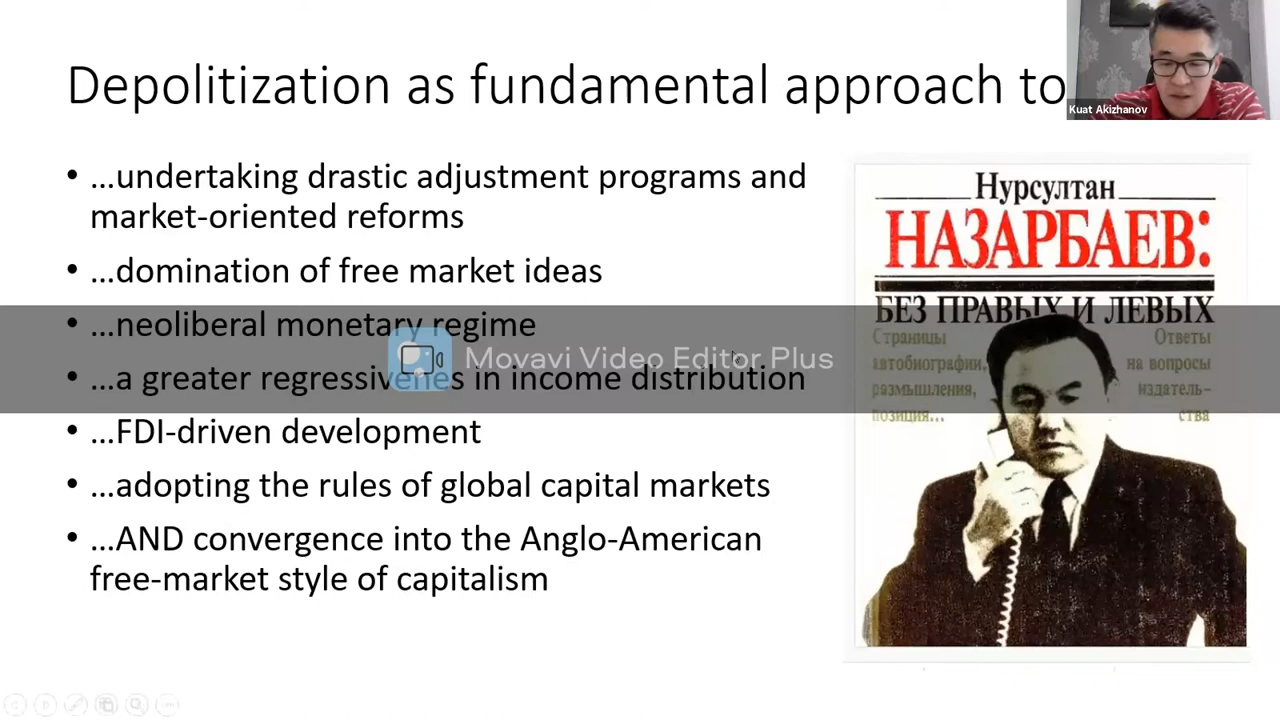 Depolitization as fundamental approach to
Kuat Akizhanov
• …undertaking drastic adjustment programs and
market-oriented reforms
• …domination of free market ideas
• …neoliberal monetary regime
• …a greater regressivenes in income distribution
• …FDI-driven development
• …adopting the rules of global capital markets
• …AND convergence into the Anglo-American
free-market style of capitalism
Movavi Video Editor Plus
Нурсултан
НАЗАРБАЕВ:
БЕЗ ПРАВЫХ И ЛЕВЫХ
Страницы
автобиографии,
размышления,
позиция...
Ответы
на вопросы
издатель-
ства